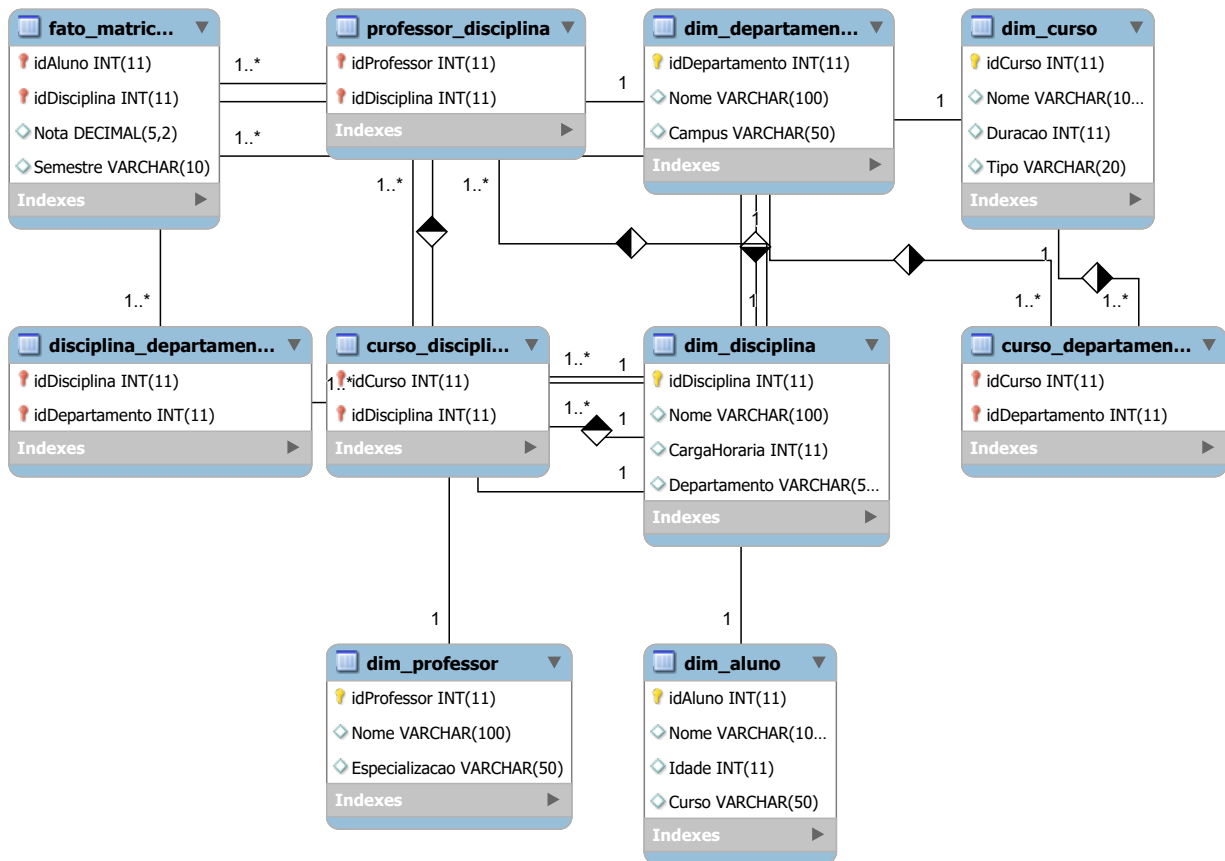 fato_matric...
idAluno INT(11)
idDisciplina INT(11)
Nota DECIMAL(5,2)
Semestre VARCHAR(10)
Indexes
professor_disciplina
idProfessor INT(11)
idDisciplina INT(11)
Indexes
dim_departamen...
idDepartamento INT(11)
Nome VARCHAR(100)
Campus VARCHAR(50)
Indexes
dim_curso
idCurso INT(11)
Nome VARCHAR(10...
Duracao INT(11)
Tipo VARCHAR(20)
Indexes
1..*
1..*
1
1
1..*
1..*
1
1
1..*
1
1..*
1..*
disciplina_departamen...
idDisciplina INT(11)
idDepartamento INT(11)
Indexes
curso_discipli...
idCurso INT(11)
idDisciplina INT(11)
Indexes
dim_disciplina
idDisciplina INT(11)
Nome VARCHAR(100)
CargaHoraria INT(11)
Departamento VARCHAR(5...
Indexes
curso_departamen...
idCurso INT(11)
idDepartamento INT(11)
Indexes
1..*
1..*
1
1..*
1
1
1
1
dim_professor
idProfessor INT(11)
Nome VARCHAR(100)
Especializacao VARCHAR(50)
Indexes
dim_aluno
idAluno INT(11)
Nome VARCHAR(10...
Idade INT(11)
Curso VARCHAR(50)
Indexes